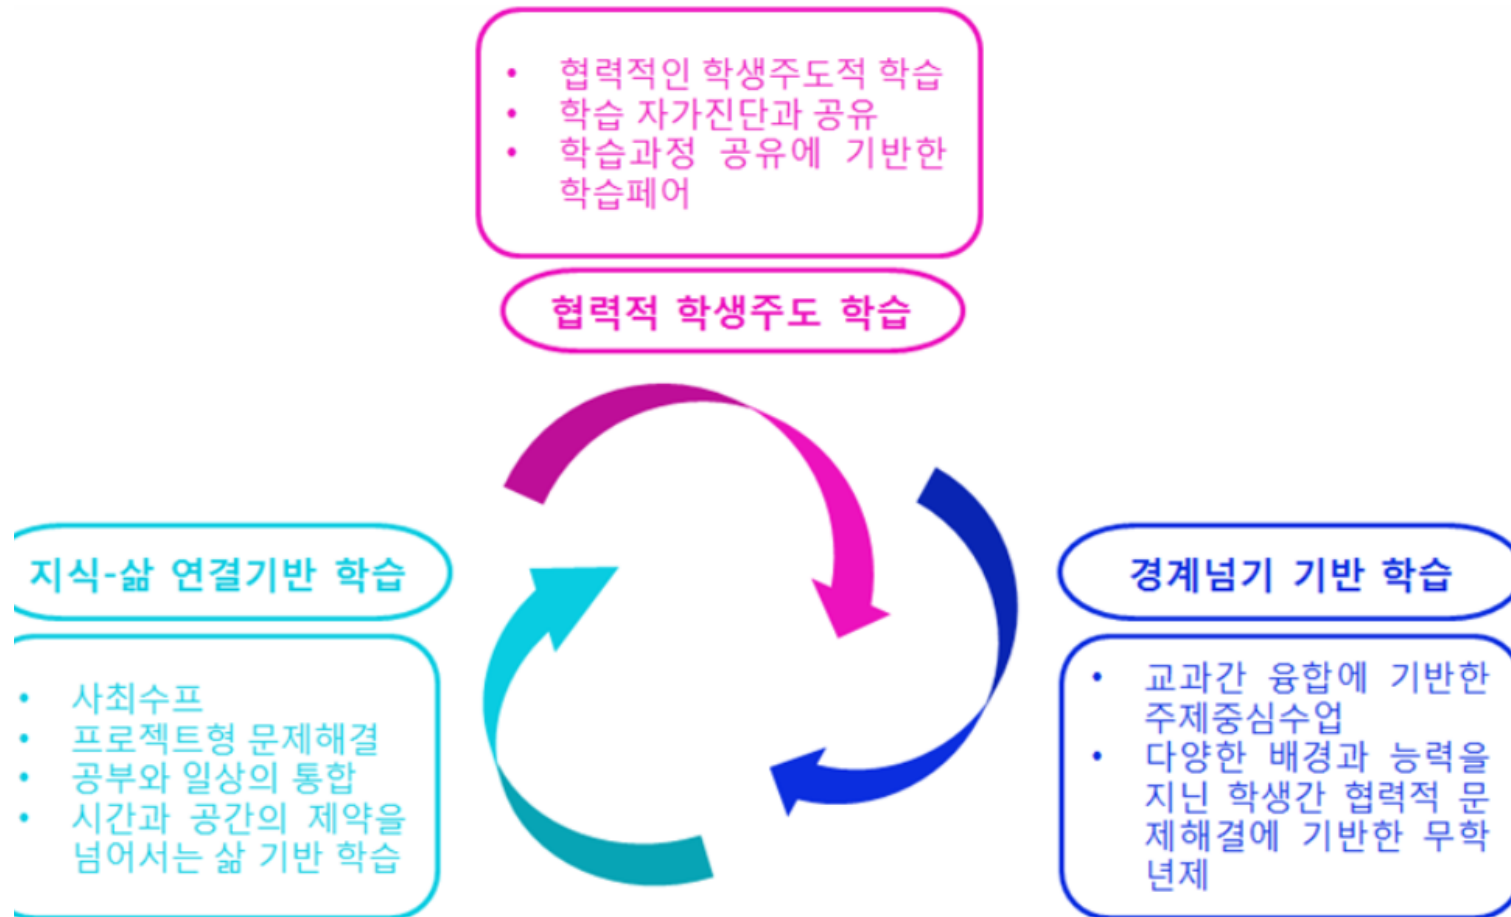 • 협력적인 학생주도적 학습
• 학습 자가진단과 공유
• 학습과정 공유에 기반한
학습페어
협력적 학생주도 학습
지식-삶 연결기반 학습
• 사최수프
• 프로젝트형 문제해결
• 공부와 일상의 통합
• 시간과 공간의 제약을
넘어서는 삶 기반 학습
경계넘기 기반 학습
• 교과간 융합에 기반한
주제중심수업
• 다양한 배경과 능력을
지닌 학생간 협력적 문
제해결에 기반한 무학
년제